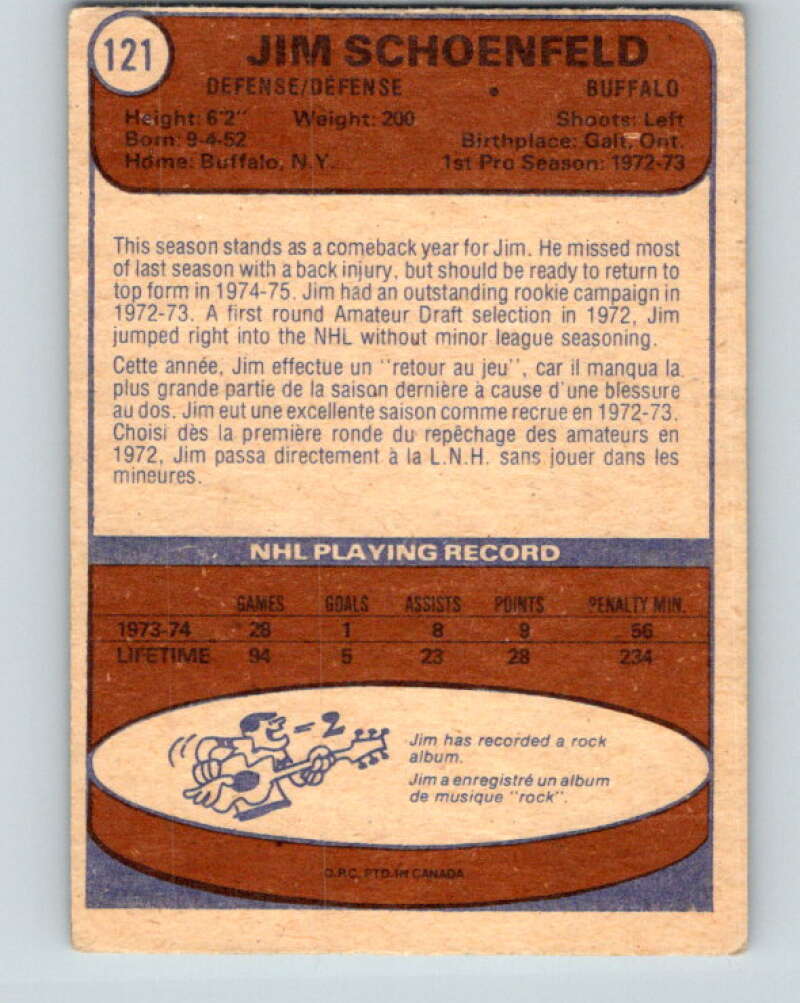 121
JIM SCHOENFELD
DEFENSE/DÉFENSE • BUFFALO
Height: 6'2" Weight: 200 Shoots: Left
Born: 9-4-52 Birthplace: Galt, Ont.
Home: Buffalo, N.Y. 1st Pro Season: 1972-73
This season stands as a comeback year for Jim. He missed most
of last season with a back injury, but should be ready to return to
top form in 1974-75. Jim had an outstanding rookie campaign in
1972-73. A first round Amateur Draft selection in 1972, Jim
jumped right into the NHL without minor league seasoning.
Cette année, Jim effectue un "retour au jeu", car il manqua la
plus grande partie de la saison dernière à cause d'une blessure
au dos. Jim eut une excellente saison comme recrue en 1972-73.
Choisi dès la première ronde du repêchage des amateurs en
1972, Jim passa directement à la L.N.H. sans jouer dans les
mineures.
NHL PLAYING RECORD
GAMES GOALS ASSISTS POINTS PENALTY MIN.
1973-74 28 1 8 9 56
LIFETIME 94 5 23 28 234
2
Jim has recorded a rock
album.
Jim a enregistré un album
de musique "rock".
O.P.C. PTD. IN CANADA